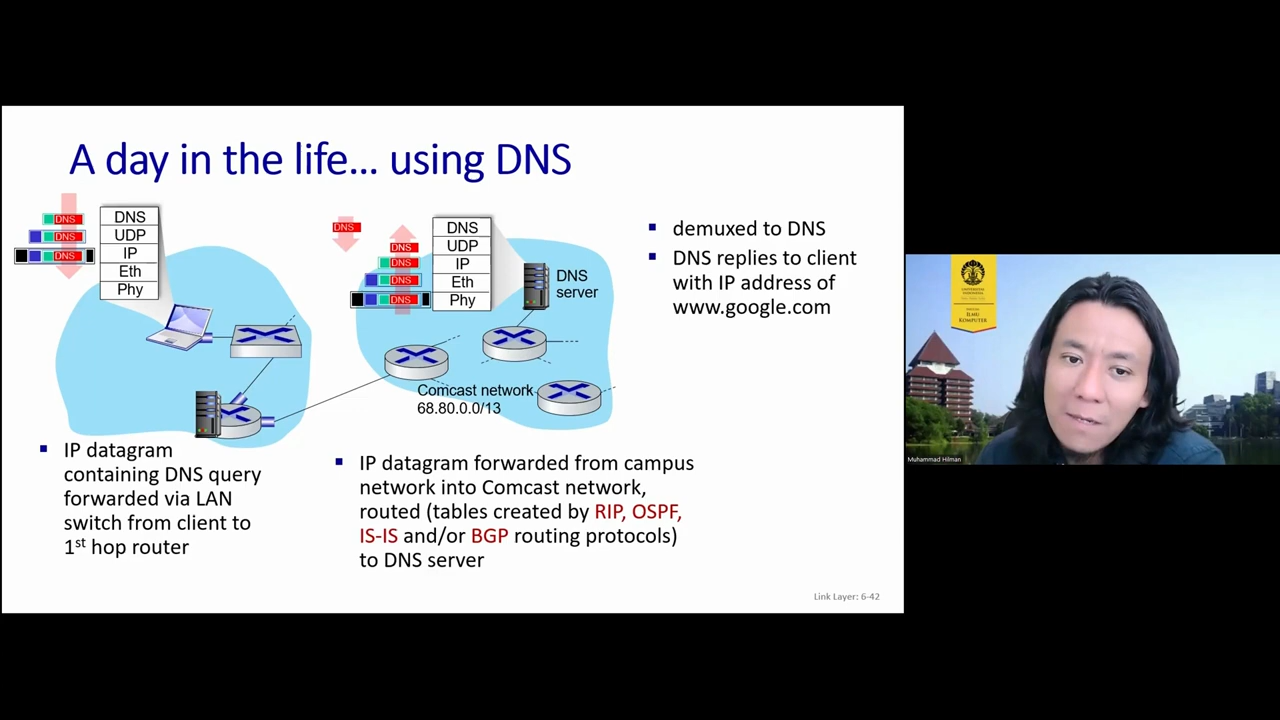 A day in the life… using DNS
DNS
DNS
DNS
DNS
UDP
IP
Eth
Phy
DNS
DNS
DNS
DNS
DNS
DNS
UDP
IP
Eth
Phy
DNS
server
Comcast network
68.80.0.0/13
▪ IP datagram
containing DNS query
forwarded via LAN
switch from client to
1st hop router
▪ IP datagram forwarded from campus
network into Comcast network,
routed (tables created by RIP, OSPF,
IS-IS and/or BGP routing protocols)
to DNS server
▪ demuxed to DNS
▪ DNS replies to client
with IP address of
www.google.com
Link Layer: 6-42
UNIVERSITAS
INDONESIA
ILMU
KOMPUTER
Muhammad Hilman